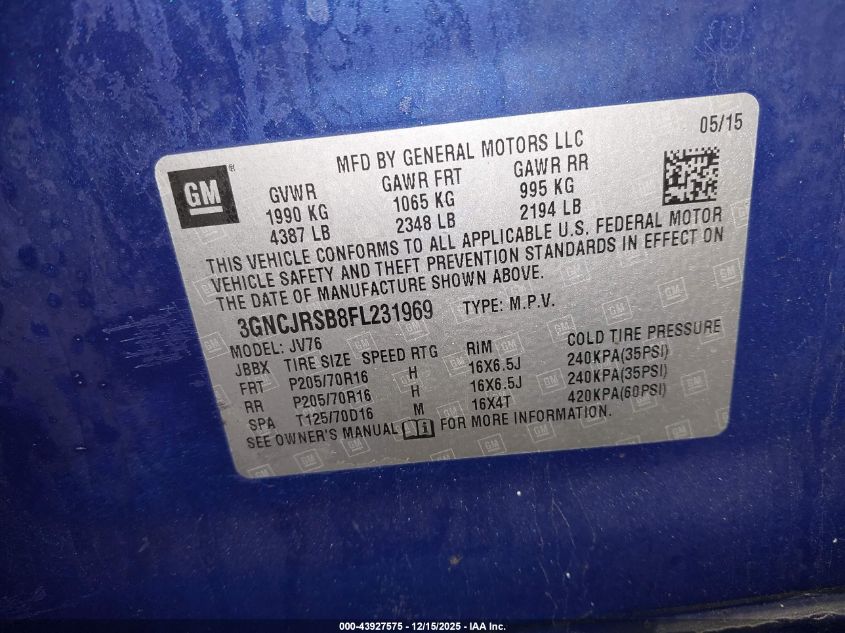 05/15
MFD BY GENERAL MOTORS LLC
GM ®
GVWR GAWR FRT GAWR RR
1990 KG 1065 KG 995 KG
4387 LB 2348 LB 2194 LB
THIS VEHICLE CONFORMS TO ALL APPLICABLE U.S. FEDERAL MOTOR
VEHICLE SAFETY AND THEFT PREVENTION STANDARDS IN EFFECT ON
THE DATE OF MANUFACTURE SHOWN ABOVE.
3GNCJRSB8FL231969 TYPE: M.P.V.
MODEL: JV76
JBBX TIRE SIZE SPEED RTG RIM COLD TIRE PRESSURE
FRT P205/70R16 H 16X6.5J 240KPA(35PSI)
RR P205/70R16 H 16X6.5J 240KPA(35PSI)
SPA T125/70D16 M 16X4T 420KPA(60PSI)
SEE OWNER'S MANUAL FOR MORE INFORMATION.
000-43927575 - 12/15/2025 - IAA Inc.